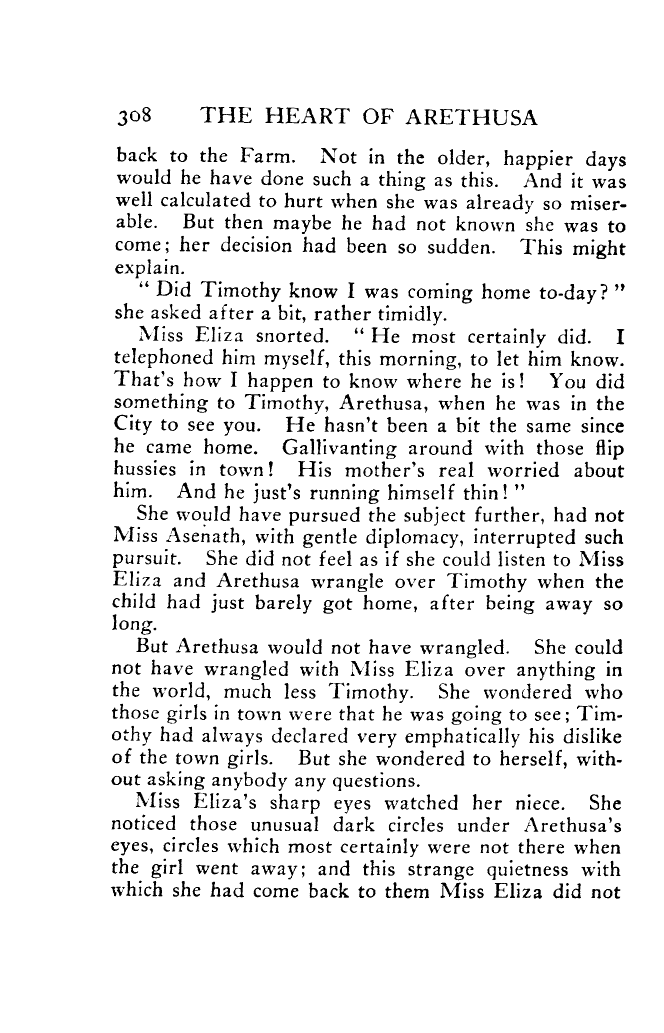 308 THE HEART OF ARETHUSA
back to the Farm. Not in the older, happier days
would he have done such a thing as this. And it was
well calculated to hurt when she was already so miser-
able. But then maybe he had not known she was to
come; her decision had been so sudden. This might
explain.
“ Did Timothy know I was coming home to-day? ”
she asked after a bit, rather timidly.
Miss Eliza snorted. “ He most certainly did. I
telephoned him myself, this morning, to let him know.
That's how I happen to know where he is! You did
something to Timothy, Arethusa, when he was in the
City to see you. He hasn't been a bit the same since
he came home. Gallivanting around with those flip
hussies in town! His mother's real worried about
him. And he just's running himself thin! ”
She would have pursued the subject further, had not
Miss Asenath, with gentle diplomacy, interrupted such
pursuit. She did not feel as if she could listen to Miss
Eliza and Arethusa wrangle over Timothy when the
child had just barely got home, after being away so
long.
But Arethusa would not have wrangled. She could
not have wrangled with Miss Eliza over anything in
the world, much less Timothy. She wondered who
those girls in town were that he was going to see; Tim-
othy had always declared very emphatically his dislike
of the town girls. But she wondered to herself, with-
out asking anybody any questions.
Miss Eliza's sharp eyes watched her niece. She
noticed those unusual dark circles under Arethusa's
eyes, circles which most certainly were not there when
the girl went away; and this strange quietness with
which she had come back to them Miss Eliza did not